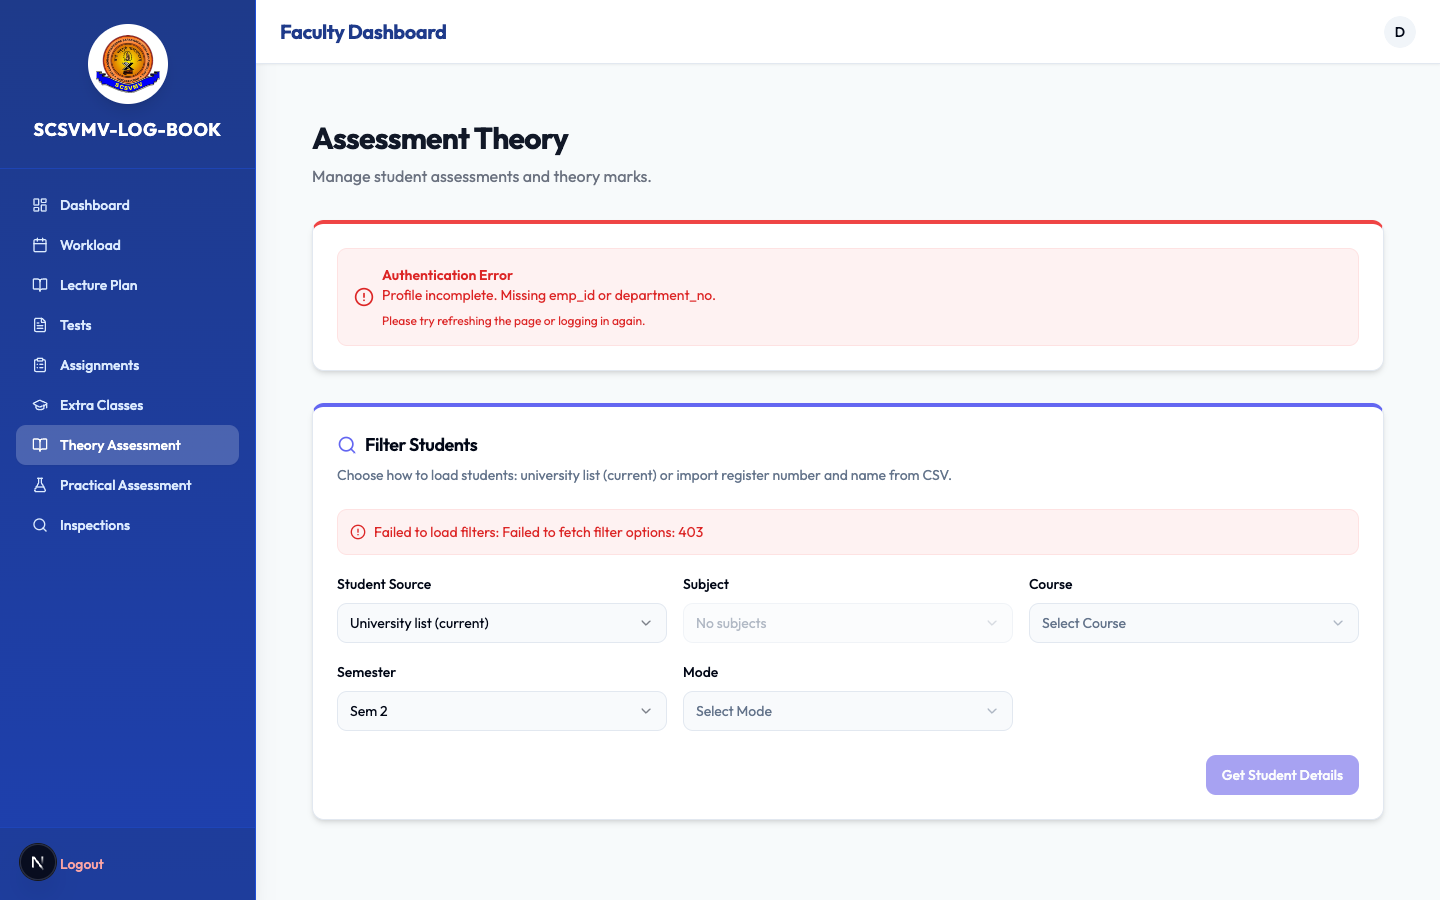 SCSVMV
SCSVMV-LOG-BOOK
Dashboard
Workload
Lecture Plan
Tests
Assignments
Extra Classes
Theory Assessment
Practical Assessment
Inspections
N
Logout
Faculty Dashboard
D
Assessment Theory
Manage student assessments and theory marks.
Authentication Error
Profile incomplete. Missing emp_id or department_no.
Please try refreshing the page or logging in again.
Filter Students
Choose how to load students: university list (current) or import register number and name from CSV.
Failed to load filters: Failed to fetch filter options: 403
Student Source
Subject
Course
University list (current)
No subjects
Select Course
Semester
Mode
Sem 2
Select Mode
Get Student Details